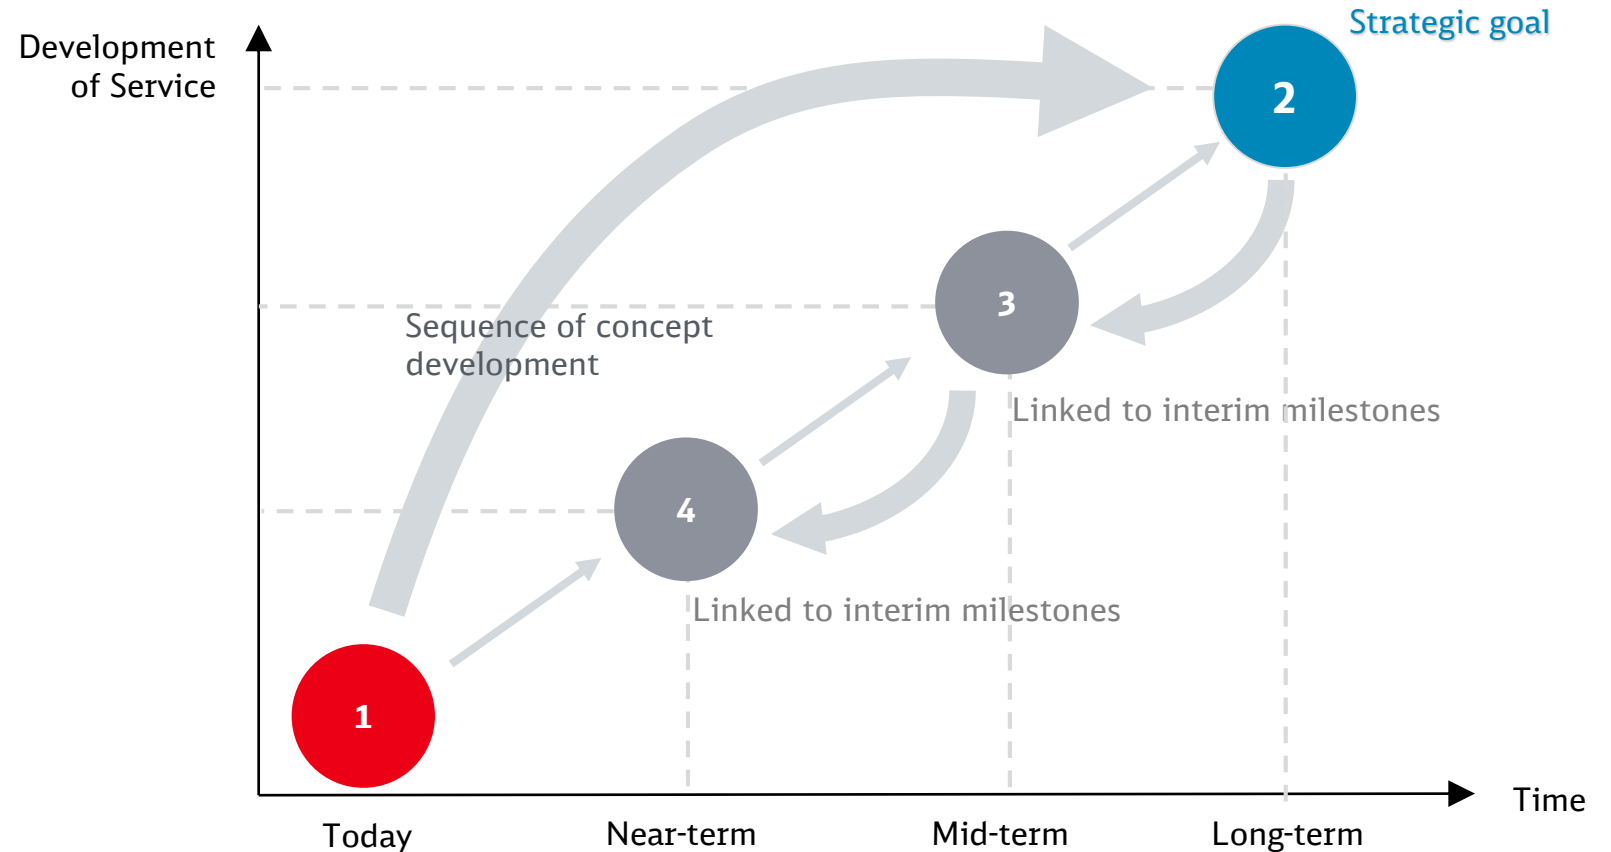 Strategic goal
Development
of Service
2
3
Sequence of concept
development
Linked to interim milestones
4
Linked to interim milestones
1
Time
Today
Near-term
Mid-term
Long-term